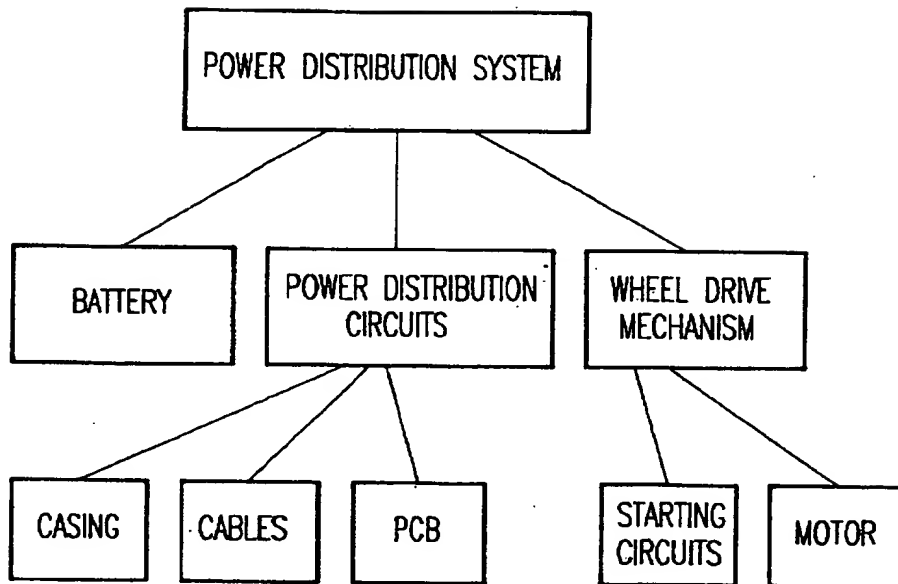 POWER DISTRIBUTION SYSTEM
BATTERY
POWER DISTRIBUTION
CIRCUITS
WHEEL DRIVE
MECHANISM
CASING
CABLES
PCB
STARTING
CIRCUITS
MOTOR